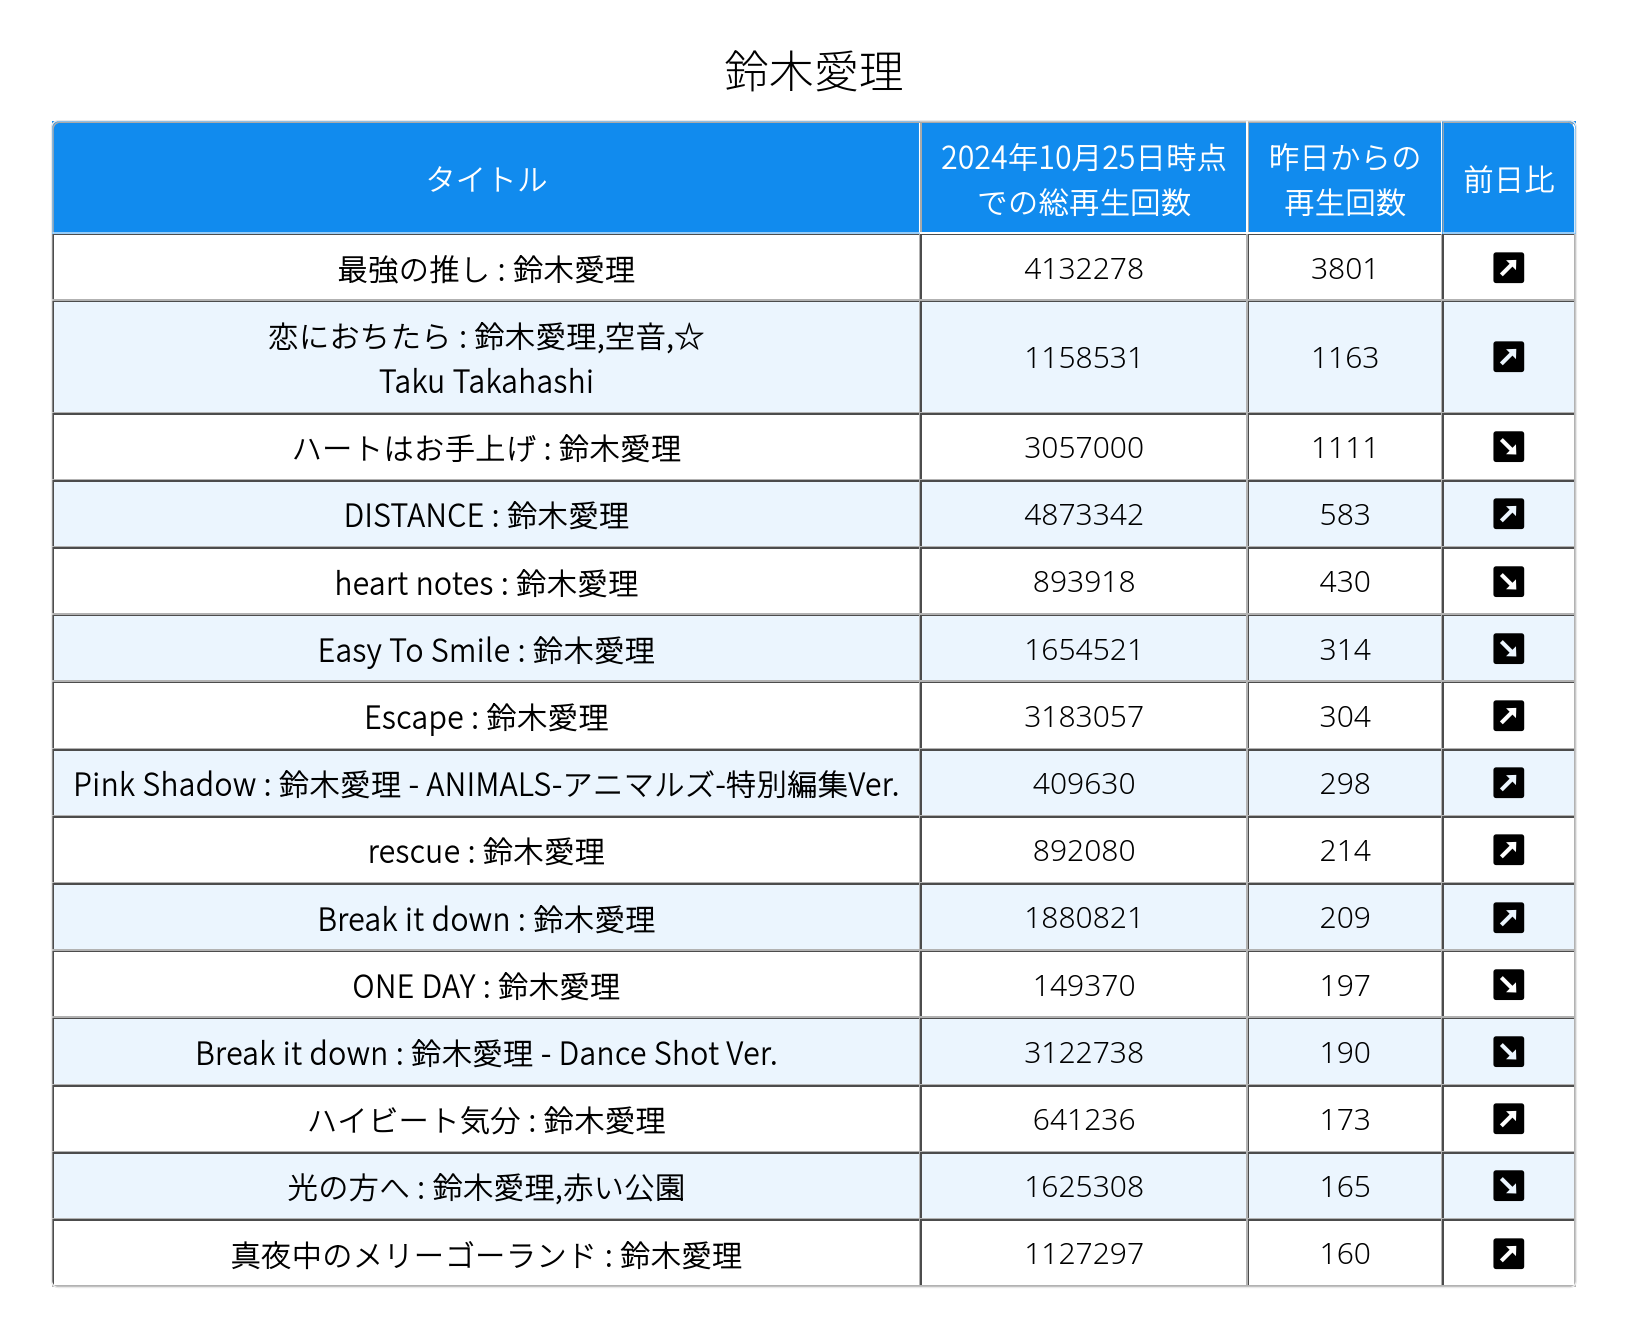 鈴木愛理
タイトル
2024年10月25日時点
での総再生回数
昨日からの
再生回数
前日比
最強の推し : 鈴木愛理 4132278 3801
恋におちたら : 鈴木愛理,空音,☆
Taku Takahashi
1158531 1163
ハートはお手上げ : 鈴木愛理 3057000 1111
DISTANCE : 鈴木愛理 4873342 583
heart notes : 鈴木愛理 893918 430
Easy To Smile : 鈴木愛理 1654521 314
Escape : 鈴木愛理 3183057 304
Pink Shadow : 鈴木愛理 - ANIMALS-アニマルズ-特別編集Ver. 409630 298
rescue : 鈴木愛理 892080 214
Break it down : 鈴木愛理 1880821 209
ONE DAY : 鈴木愛理 149370 197
Break it down : 鈴木愛理 - Dance Shot Ver. 3122738 190
ハイビート気分 : 鈴木愛理 641236 173
光の方へ : 鈴木愛理,赤い公園 1625308 165
真夜中のメリーゴーランド : 鈴木愛理 1127297 160